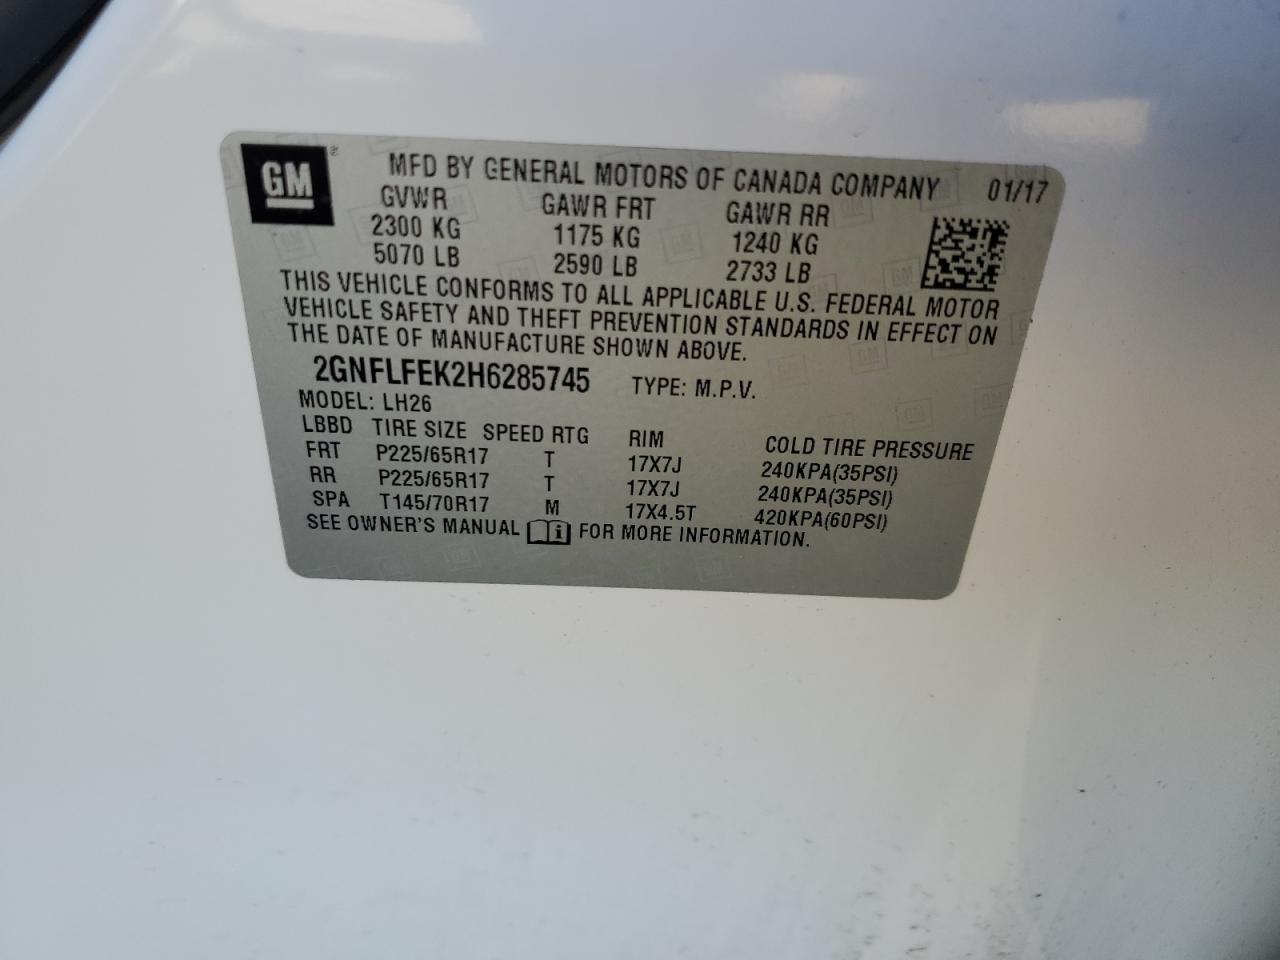 GM MFD BY GENERAL MOTORS OF CANADA COMPANY 01/17
GVWR GAWR FRT GAWR RR
2300 KG 1175 KG 1240 KG
5070 LB 2590 LB 2733 LB
THIS VEHICLE CONFORMS TO ALL APPLICABLE U.S. FEDERAL MOTOR
VEHICLE SAFETY AND THEFT PREVENTION STANDARDS IN EFFECT ON
THE DATE OF MANUFACTURE SHOWN ABOVE.
2GNFLFEK2H6285745 TYPE: M.P.V.
MODEL: LH26
LBBD TIRE SIZE SPEED RTG RIM COLD TIRE PRESSURE
FRT P225/65R17 T 17X7J 240KPA(35PSI)
RR P225/65R17 T 17X7J 240KPA(35PSI)
SPA T145/70R17 M 17X4.5T 420KPA(60PSI)
SEE OWNER'S MANUAL i FOR MORE INFORMATION.